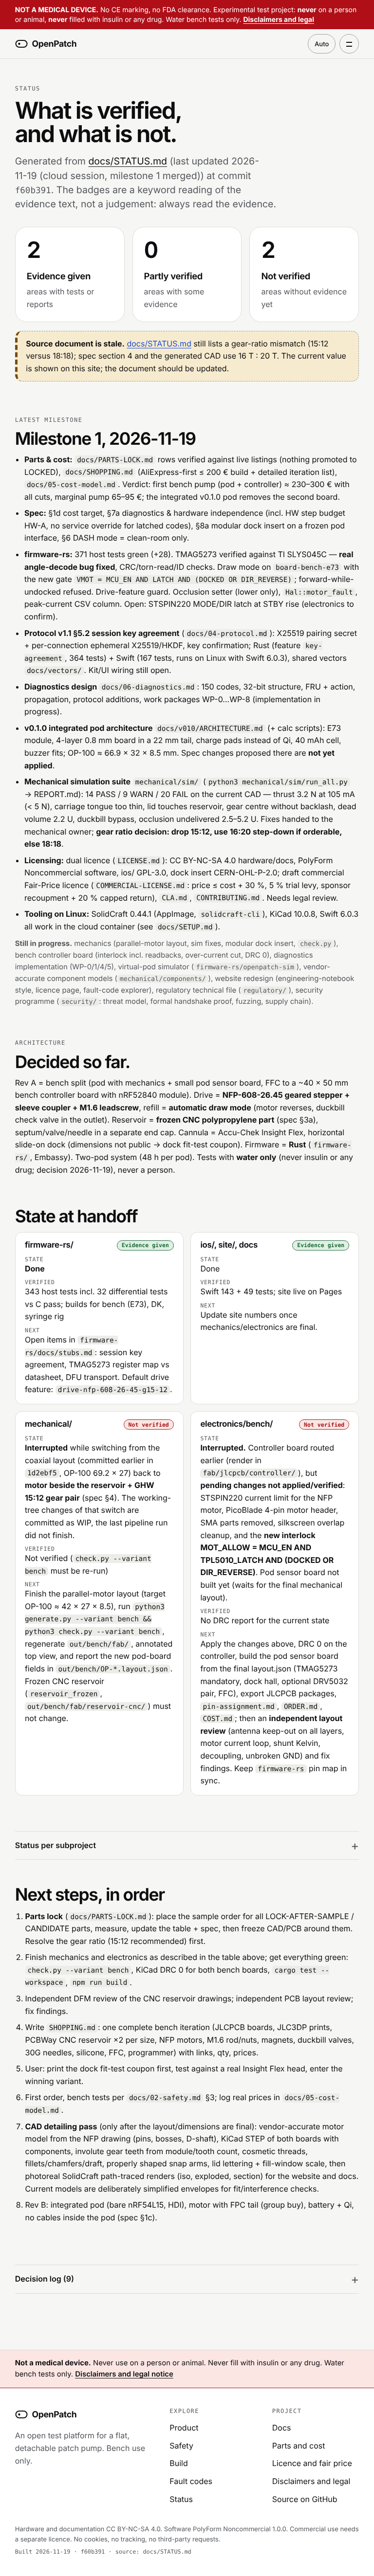 NOT A MEDICAL DEVICE. No CE marking, no FDA clearance. Experimental test project: never on a person
or animal, never filled with insulin or any drug. Water bench tests only. Disclaimers and legal
OpenPatch
Auto
STATUS
What is verified,
and what is not.
Generated from docs/STATUS.md (last updated 2026-
11-19 (cloud session, milestone 1 merged)) at commit
f60b391. The badges are a keyword reading of the
evidence text, not a judgement: always read the evidence.
2
Evidence given
areas with tests or
reports
0
Partly verified
areas with some
evidence
2
Not verified
areas without evidence
yet
Source document is stale. docs/STATUS.md still lists a gear-ratio mismatch (15:12
versus 18:18); spec section 4 and the generated CAD use 16 T : 20 T. The current value
is shown on this site; the document should be updated.
LATEST MILESTONE
Milestone 1, 2026-11-19
• Parts & cost: docs/PARTS-LOCK.md rows verified against live listings (nothing promoted to
LOCKED), docs/SHOPPING.md (AliExpress-first ≤ 200 € build + detailed iteration list),
docs/05-cost-model.md. Verdict: first bench pump (pod + controller) ≈ 230–300 € with
all cuts, marginal pump 65–95 €; the integrated v0.1.0 pod removes the second board.
• Spec: §1d cost target, §7a diagnostics & hardware independence (incl. HW step budget
HW-A, no service override for latched codes), §8a modular dock insert on a frozen pod
interface, §6 DASH mode = clean-room only.
• firmware-rs: 371 host tests green (+28). TMAG5273 verified against TI SLYS045C — real
angle-decode bug fixed, CRC/torn-read/ID checks. Draw mode on board-bench-e73 with
the new gate VMOT = MCU_EN AND LATCH AND (DOCKED OR DIR_REVERSE) ; forward-while-
undocked refused. Drive-feature guard. Occlusion setter (lower only), Hal::motor_fault,
peak-current CSV column. Open: STSPIN220 MODE/DIR latch at STBY rise (electronics to
confirm).
• Protocol v1.1 §5.2 session key agreement ( docs/04-protocol.md ): X25519 pairing secret
+ per-connection ephemeral X25519/HKDF, key confirmation; Rust (feature key-
agreement, 364 tests) + Swift (167 tests, runs on Linux with Swift 6.0.3), shared vectors
docs/vectors/. Kit/UI wiring still open.
• Diagnostics design docs/06-diagnostics.md : 150 codes, 32-bit structure, FRU + action,
propagation, protocol additions, work packages WP-0…WP-8 (implementation in
progress).
• v0.1.0 integrated pod architecture docs/v010/ARCHITECTURE.md (+ calc scripts): E73
module, 4-layer 0.8 mm board in a 22 mm tail, charge pads instead of Qi, 40 mAh cell,
buzzer fits; OP-100 ≈ 66.9 × 32 × 8.5 mm. Spec changes proposed there are not yet
applied.
• Mechanical simulation suite mechanical/sim/ ( python3 mechanical/sim/run_all.py
→ REPORT.md): 14 PASS / 9 WARN / 20 FAIL on the current CAD — thrust 3.2 N at 105 mA
(< 5 N), carriage tongue too thin, lid touches reservoir, gear centre without backlash, dead
volume 2.2 U, duckbill buckling, occlusion undelivered 2.5–5.2 U. Fixes handed to the
mechanical owner; gear ratio decision: drop 15:12, use 16:20 step-down if orderable,
else 18:18.
• Licensing: dual licence ( LICENSE.md ): CC BY-NC-SA 4.0 hardware/docs, PolyForm
Noncommercial software, ios/ GPL-3.0, dock insert CERN-OHL-P-2.0; draft commercial
Fair-Price licence ( COMMERCIAL-LICENSE.md : price ≤ cost + 30 %, 5 % trial levy, sponsor
recoupment + 20 % capped return), CLA.md, CONTRIBUTING.md. Needs legal review.
• Tooling on Linux: SolidCraft 0.44.1 (AppImage, solidcraft-cli ), KiCad 10.0.8, Swift 6.0.3
all work in the cloud container (see docs/SETUP.md ).
Still in progress. mechanics (parallel-motor layout, sim fixes, modular dock insert, check.py ),
bench controller board (interlock incl. readbacks, over-current cut, DRC 0), diagnostics
implementation (WP-0/1/4/5), virtual-pod simulator ( firmware-rs/openpatch-sim ), vendor-
accurate component models ( mechanical/components/ ), website redesign (engineering-notebook
style, licence page, fault-code explorer), regulatory technical file ( regulatory/ ), security
programme ( security/ : threat model, formal handshake proof, fuzzing, supply chain).
ARCHITECTURE
Decided so far.
Rev A = bench split (pod with mechanics + small pod sensor board, FFC to a ~40 × 50 mm
bench controller board with nRF52840 module). Drive = NFP-608-26.45 geared stepper +
sleeve coupler + M1.6 leadscrew, refill = automatic draw mode (motor reverses, duckbill
check valve in the outlet). Reservoir = frozen CNC polypropylene part (spec §3a),
septum/valve/needle in a separate end cap. Cannula = Accu-Chek Insight Flex, horizontal
slide-on dock (dimensions not public → dock fit-test coupon). Firmware = Rust ( firmware-
rs/ , Embassy). Two-pod system (48 h per pod). Tests with water only (never insulin or any
drug; decision 2026-11-19), never a person.
State at handoff
firmware-rs/
Evidence given
STATE
Done
VERIFIED
343 host tests incl. 32 differential tests
vs C pass; builds for bench (E73), DK,
syringe rig
NEXT
Open items in firmware-
rs/docs/stubs.md : session key
agreement, TMAG5273 register map vs
datasheet, DFU transport. Default drive
feature: drive-nfp-608-26-45-g15-12.
ios/, site/, docs
Evidence given
STATE
Done
VERIFIED
Swift 143 + 49 tests; site live on Pages
NEXT
Update site numbers once
mechanics/electronics are final.
mechanical/
Not verified
STATE
Interrupted while switching from the
coaxial layout (committed earlier in
1d2ebf5, OP-100 69.2 × 27) back to
motor beside the reservoir + GHW
15:12 gear pair (spec §4). The working-
tree changes of that switch are
committed as WIP, the last pipeline run
did not finish.
VERIFIED
Not verified ( check.py --variant
bench must be re-run)
NEXT
Finish the parallel-motor layout (target
OP-100 ≈ 42 × 27 × 8.5), run python3
generate.py --variant bench &&
python3 check.py --variant bench,
regenerate out/bench/fab/, annotated
top view, and report the new pod-board
fields in out/bench/OP-*.layout.json.
Frozen CNC reservoir
( reservoir_frozen,
out/bench/fab/reservoir-cnc/ ) must
not change.
electronics/bench/
Not verified
STATE
Interrupted. Controller board routed
earlier (render in
fab/jlcpcb/controller/ ), but
pending changes not applied/verified:
STSPIN220 current limit for the NFP
motor, PicoBlade 4-pin motor header,
SMA parts removed, silkscreen overlap
cleanup, and the new interlock
MOT_ALLOW = MCU_EN AND
TPL5010_LATCH AND (DOCKED OR
DIR_REVERSE). Pod sensor board not
built yet (waits for the final mechanical
layout).
VERIFIED
No DRC report for the current state
NEXT
Apply the changes above, DRC 0 on the
controller, build the pod sensor board
from the final layout.json (TMAG5273
mandatory, dock hall, optional DRV5032
pair, FFC), export JLCPCB packages,
pin-assignment.md, ORDER.md,
COST.md ; then an independent layout
review (antenna keep-out on all layers,
motor current loop, shunt Kelvin,
decoupling, unbroken GND) and fix
findings. Keep firmware-rs pin map in
sync.
Status per subproject
+
Next steps, in order
1. Parts lock ( docs/PARTS-LOCK.md ): place the sample order for all LOCK-AFTER-SAMPLE /
CANDIDATE parts, measure, update the table + spec, then freeze CAD/PCB around them.
Resolve the gear ratio (15:12 recommended) first.
2. Finish mechanics and electronics as described in the table above; get everything green:
check.py --variant bench, KiCad DRC 0 for both bench boards, cargo test --
workspace, npm run build.
3. Independent DFM review of the CNC reservoir drawings; independent PCB layout review;
fix findings.
4. Write SHOPPING.md : one complete bench iteration (JLCPCB boards, JLC3DP prints,
PCBWay CNC reservoir ×2 per size, NFP motors, M1.6 rod/nuts, magnets, duckbill valves,
30G needles, silicone, FFC, programmer) with links, qty, prices.
5. User: print the dock fit-test coupon first, test against a real Insight Flex head, enter the
winning variant.
6. First order, bench tests per docs/02-safety.md §3; log real prices in docs/05-cost-
model.md.
7. CAD detailing pass (only after the layout/dimensions are final): vendor-accurate motor
model from the NFP drawing (pins, bosses, D-shaft), KiCad STEP of both boards with
components, involute gear teeth from module/tooth count, cosmetic threads,
fillets/chamfers/draft, properly shaped snap arms, lid lettering + fill-window scale, then
photoreal SolidCraft path-traced renders (iso, exploded, section) for the website and docs.
Current models are deliberately simplified envelopes for fit/interference checks.
8. Rev B: integrated pod (bare nRF54L15, HDI), motor with FPC tail (group buy), battery + Qi,
no cables inside the pod (spec §1c).
Decision log (9)
+
Not a medical device. Never use on a person or animal. Never fill with insulin or any drug. Water
bench tests only. Disclaimers and legal notice
OpenPatch
An open test platform for a flat,
detachable patch pump. Bench use
only.
EXPLORE
Product
Safety
Build
Fault codes
Status
PROJECT
Docs
Parts and cost
Licence and fair price
Disclaimers and legal
Source on GitHub
Hardware and documentation CC BY-NC-SA 4.0. Software PolyForm Noncommercial 1.0.0. Commercial use needs
a separate licence. No cookies, no tracking, no third-party requests.
Built 2026-11-19 · f60b391 · source: docs/STATUS.md